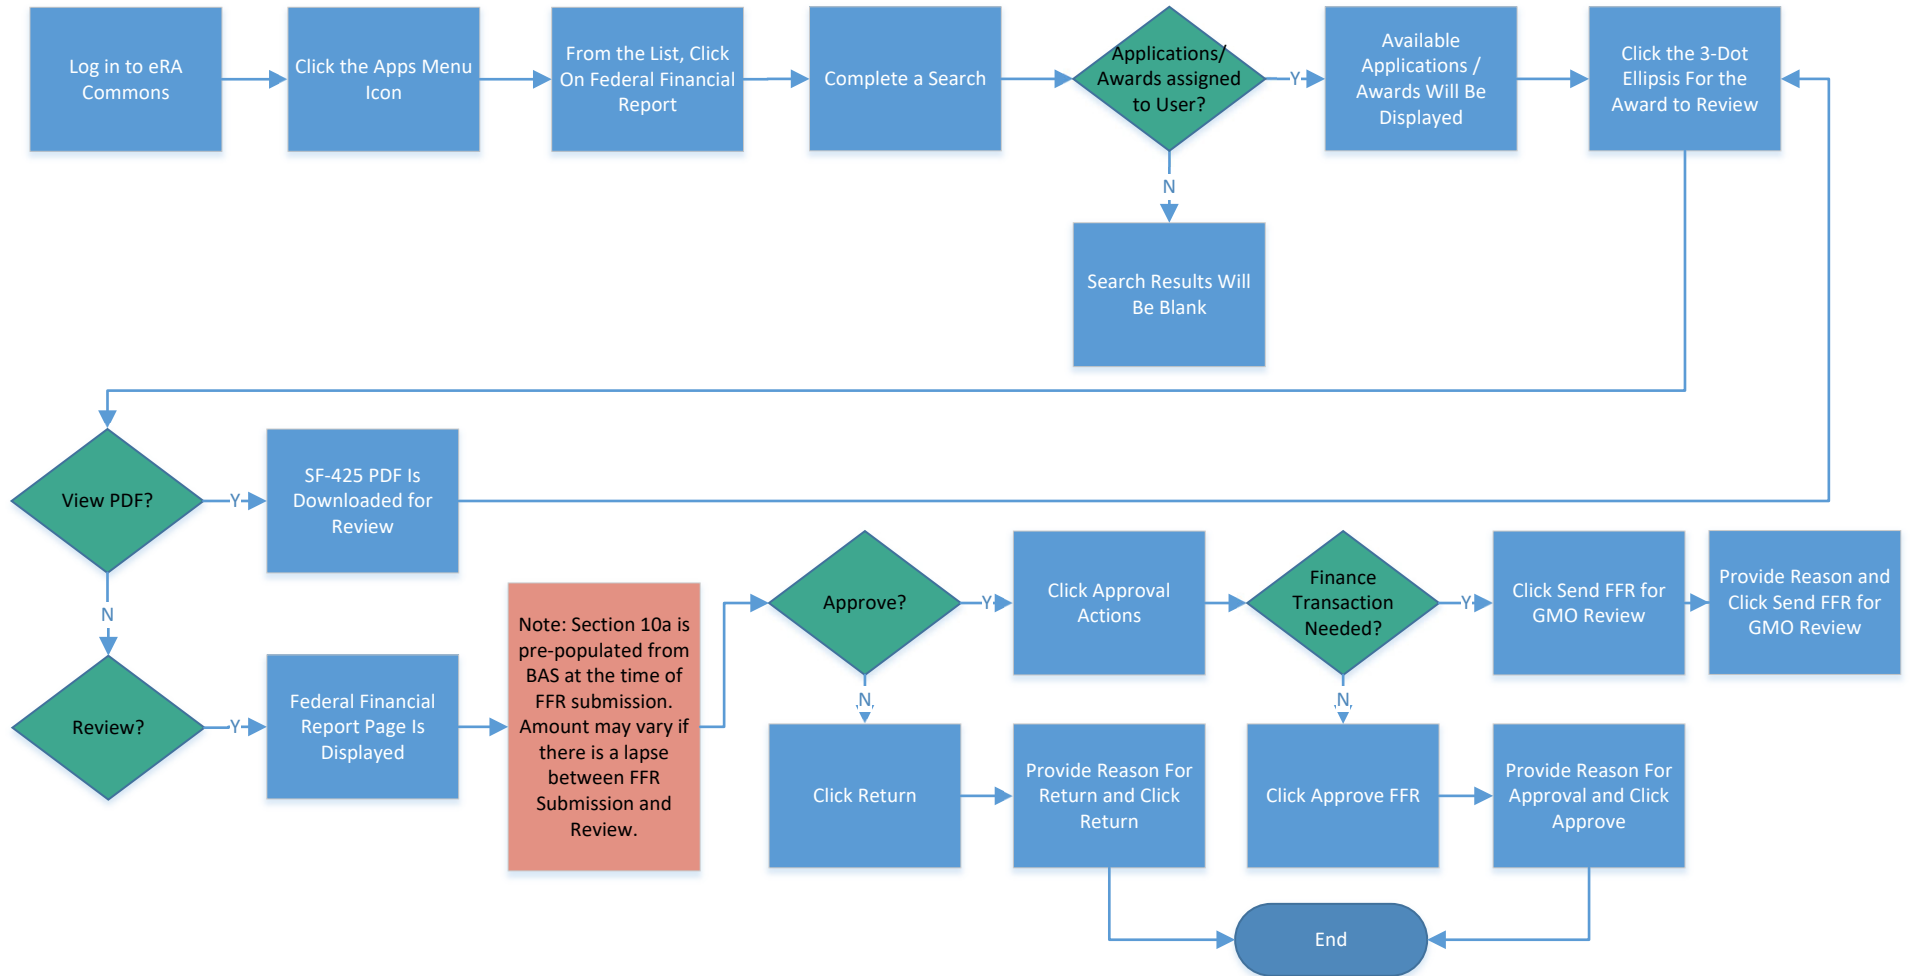 Log in to eRA
Commons
Click the Apps Menu
Icon
From the List, Click
On Federal Financial
Report
Complete a Search
Applications/
Awards assigned
to User?
Y
Available
Applications /
Awards Will Be
Displayed
Click the 3-Dot
Ellipsis For the
Award to Review
N
Search Results Will
Be Blank
View PDF?
Y
SF-425 PDF Is
Downloaded for
Review
N
Review?
Y
Federal Financial
Report Page Is
Displayed
Note: Section 10a is
pre-populated from
BAS at the time of
FFR submission.
Amount may vary if
there is a lapse
between FFR
Submission and
Review.
Approve?
Y
Click Approval
Actions
Finance
Transaction
Needed?
Y
Click Send FFR for
GMO Review
Provide Reason and
Click Send FFR for
GMO Review
N
Click Return
Provide Reason For
Return and Click
Return
N
Click Approve FFR
Provide Reason For
Approval and Click
Approve
End